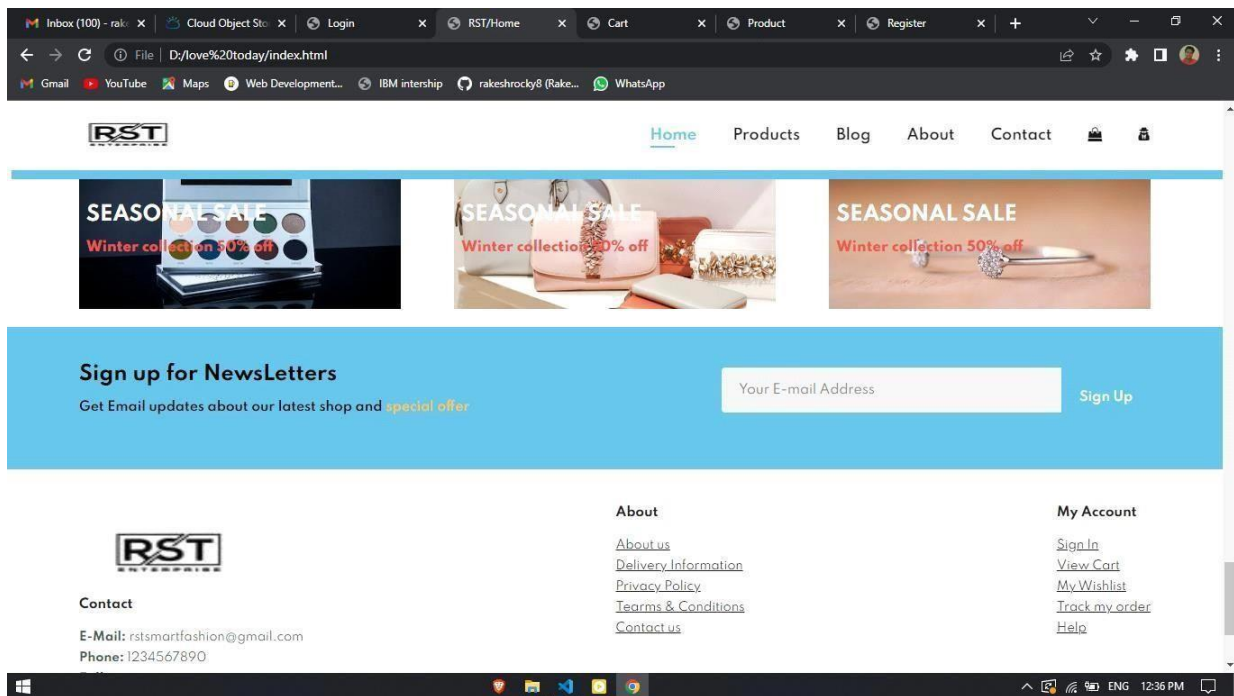 Inbox (100) - rak
Cloud Object Sto
Login
RST/Home
Cart
Product
Register
File
D:/love%20today/index.html
Gmail
YouTube
Maps
Web Development...
IBM intership
rakeshrocky8 (Rake...
WhatsApp
RST
ENTERPRISE
Home
Products
Blog
About
Contact
SEASONAL SALE
Winter collection 50% off
SEASONAL SALE
Winter collection 50% off
SEASONAL SALE
Winter collection 50% off
Sign up for NewsLetters
Get Email updates about our latest shop and special offer
Your E-mail Address
Sign Up
RST
ENTERPRISE
Contact
E-Mail: rstsmartfashion@gmail.com
Phone: 1234567890
About
About us
Delivery Information
Privacy Policy
Tearms & Conditions
Contact us
My Account
Sign In
View Cart
My Wishlist
Track my order
Help
ENG
12:36 PM